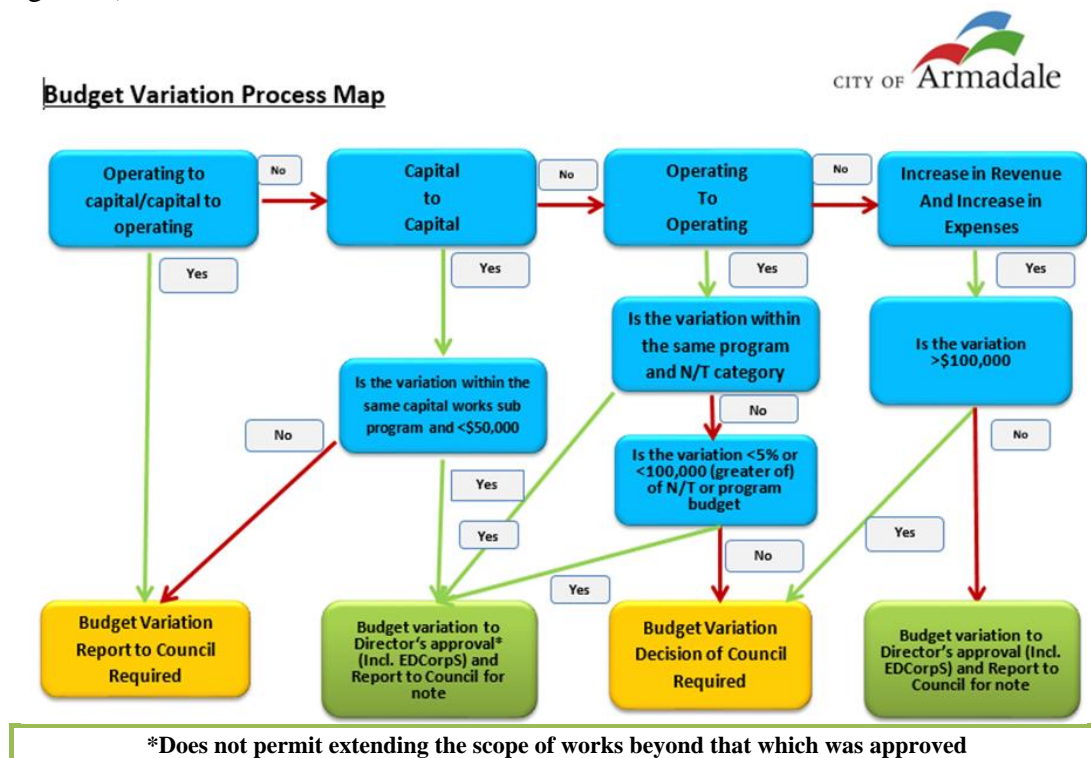 CITY OF Armadale
Budget Variation Process Map
Operating to
capital/capital to
operating
No
Capital
to
Capital
No
Operating
To
Operating
No
Increase in Revenue
And Increase in
Expenses
Yes
Yes
Yes
Yes
Is the variation within the
same capital works sub
program and <$50,000
Is the variation within
the same program
and N/T category
Is the variation
>$100,000
No
No
No
Is the variation <5% or
<100,000 (greater of)
of N/T or program
budget
Yes
Yes
Yes
No
Yes
Budget Variation
Report to Council
Required
Budget variation to
Director's approval*
(Incl. EDCorpS) and
Report to Council for
note
Budget Variation
Decision of Council
Required
Budget variation to
Director's approval (Incl.
EDCorpS) and Report to
Council for note
*Does not permit extending the scope of works beyond that which was approved